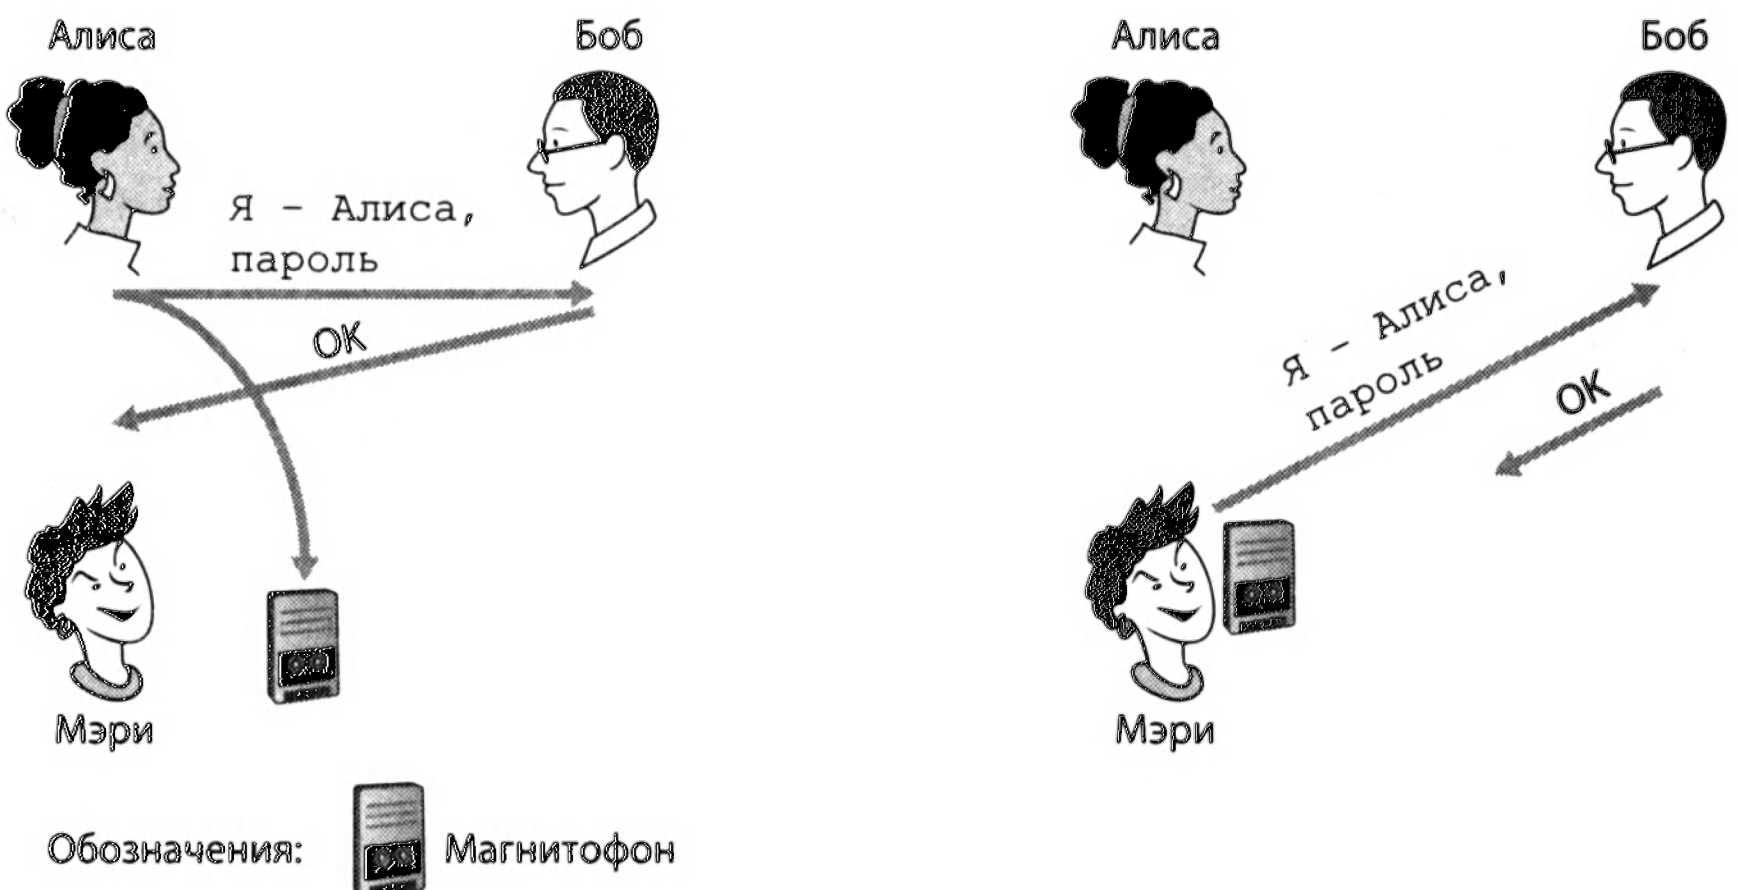 Алиса
Боб
Я – Алиса,
пароль
OK
Мэри
Обозначения:
Магнитофон
Алиса
Боб
Я – Алиса,
пароль
OK
Мэри